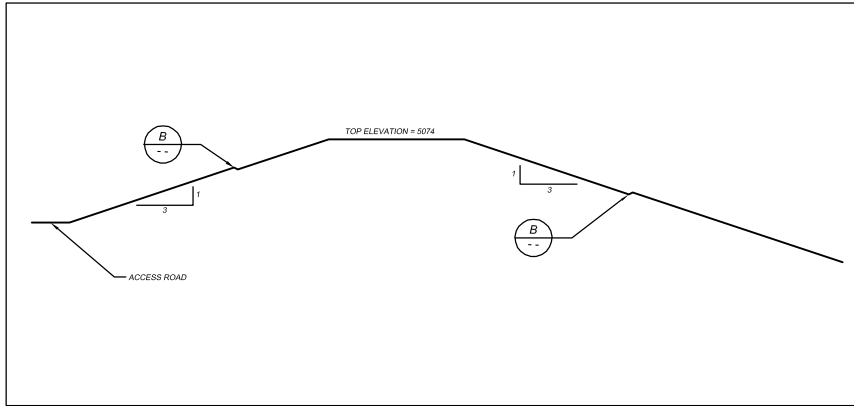 TOP ELEVATION = 5074
B
- -
1
3
1
3
B
- -
ACCESS ROAD